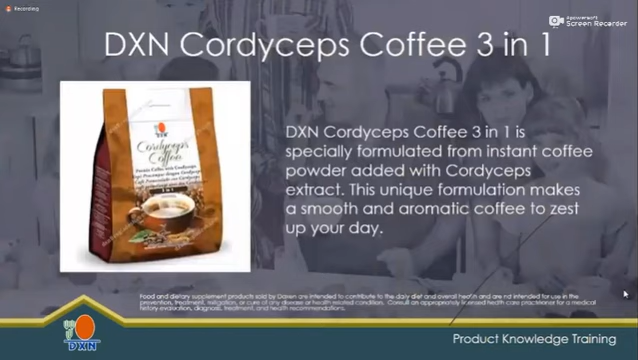 Recording
Apowersoft
Screen Recorder
DXN Cordyceps Coffee 3 in 1
DXN
Cordyceps
Coffee
DXN Cordyceps Coffee 3 in 1 is
specially formulated from instant coffee
powder added with Cordyceps
extract. This unique formulation makes
a smooth and aromatic coffee to zest
up your day.
Food and dietary supplement products sold by Daxen are intended to contribute to the daily diet and overall health and are not intended for use in the
prevention, treatment, mitigation, or cure of any disease or health related condition. Consult an appropriately licensed health care practitioner for a medical
history evaluation, diagnosis, treatment, and health recommendations.
DXN
Product Knowledge Training